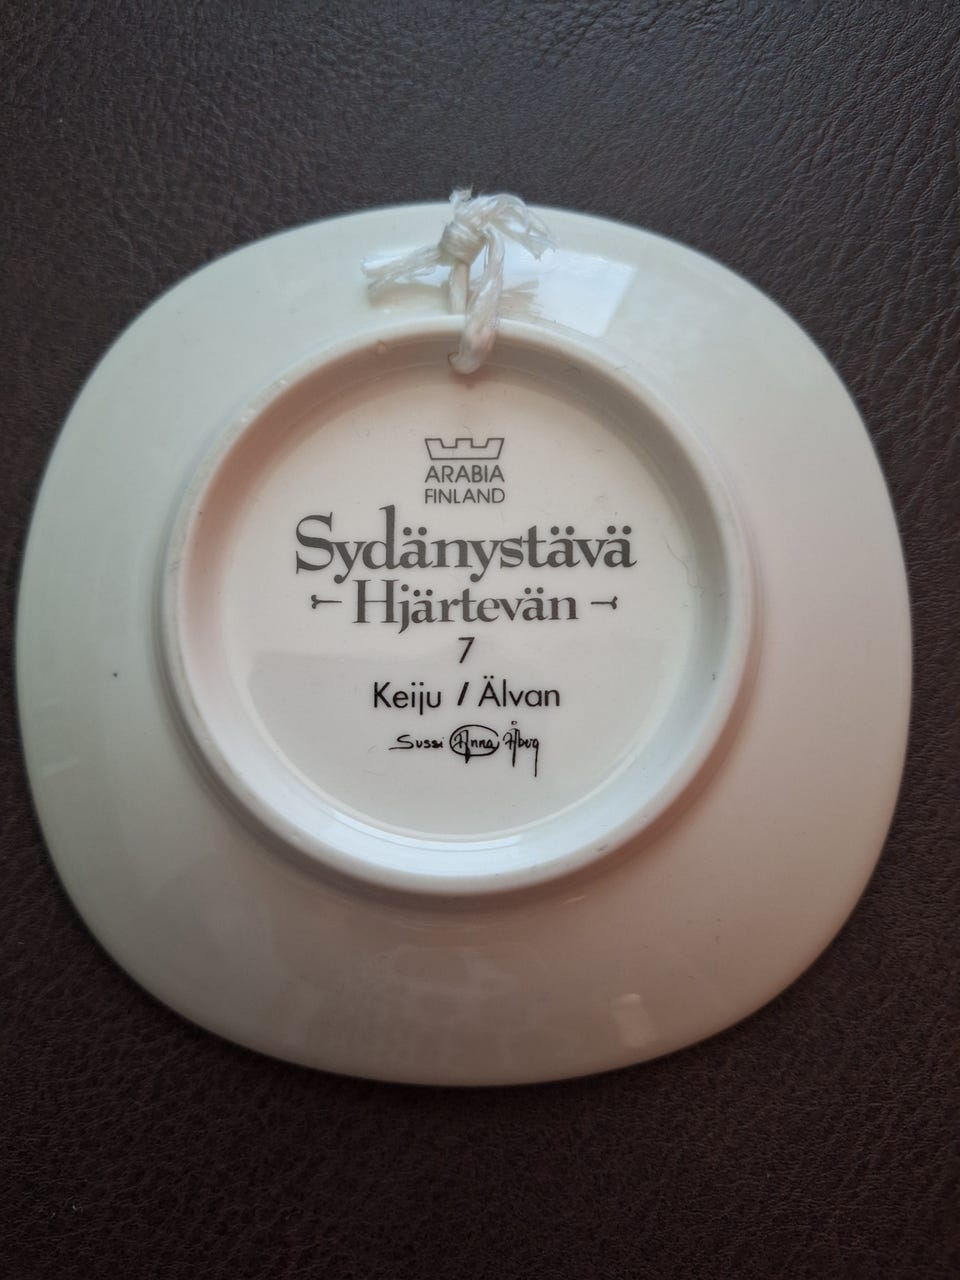 ARABIA
FINLAND
Sydänystävä
Hjärtevän
7
Keiju / Älvan
Sussi Anna Åberg